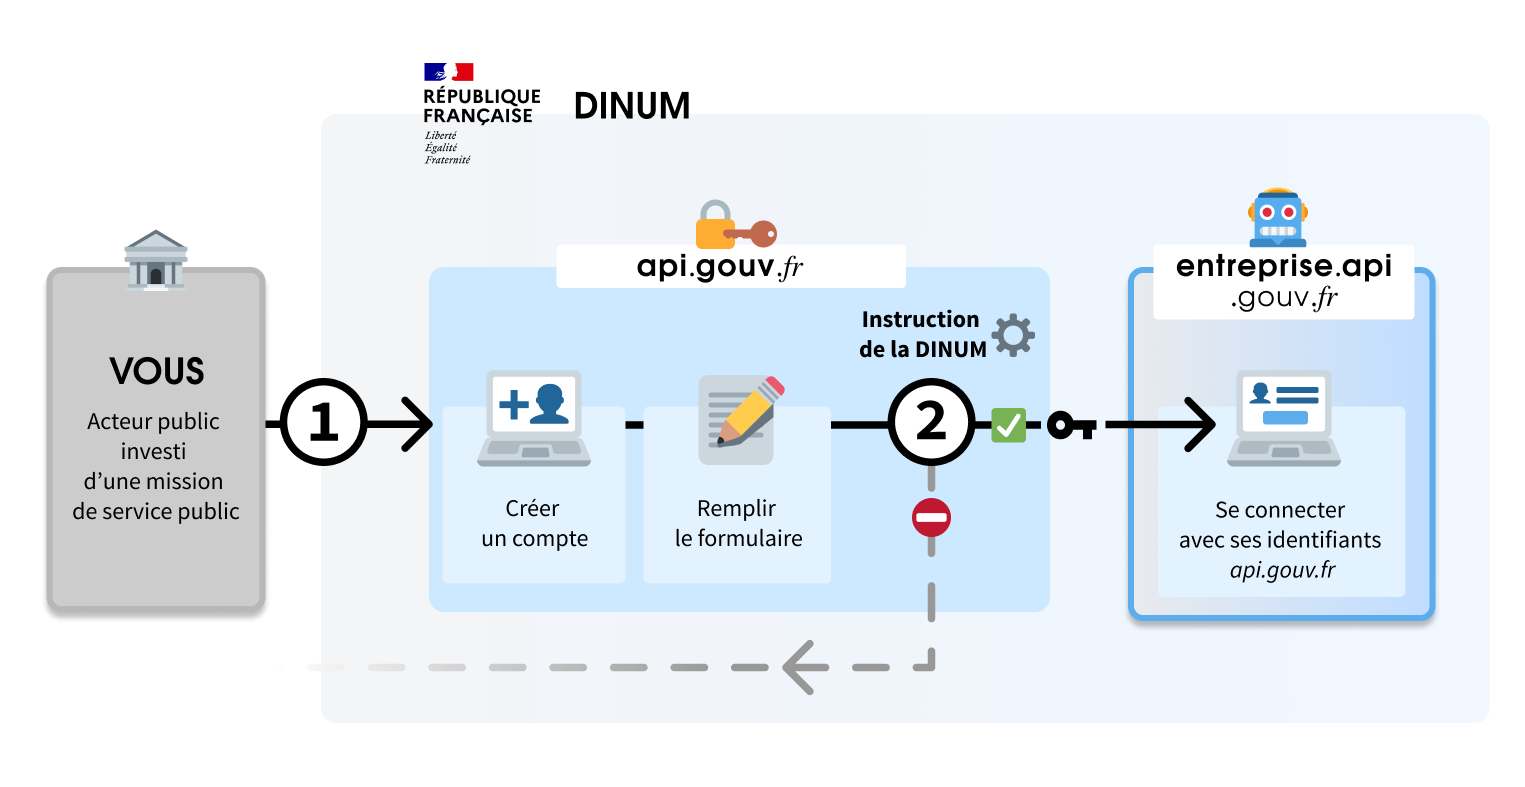 RÉPUBLIQUE
FRANÇAISE
Liberté
Égalité
Fraternité
DINUM
VOUS
Acteur public
investi
d’une mission
de service public
1
api.gouv.fr
Créer
un compte
Remplir
le formulaire
Instruction
de la DINUM
2
entreprise.api
.gouv.fr
Se connecter
avec ses identifiants
api.gouv.fr